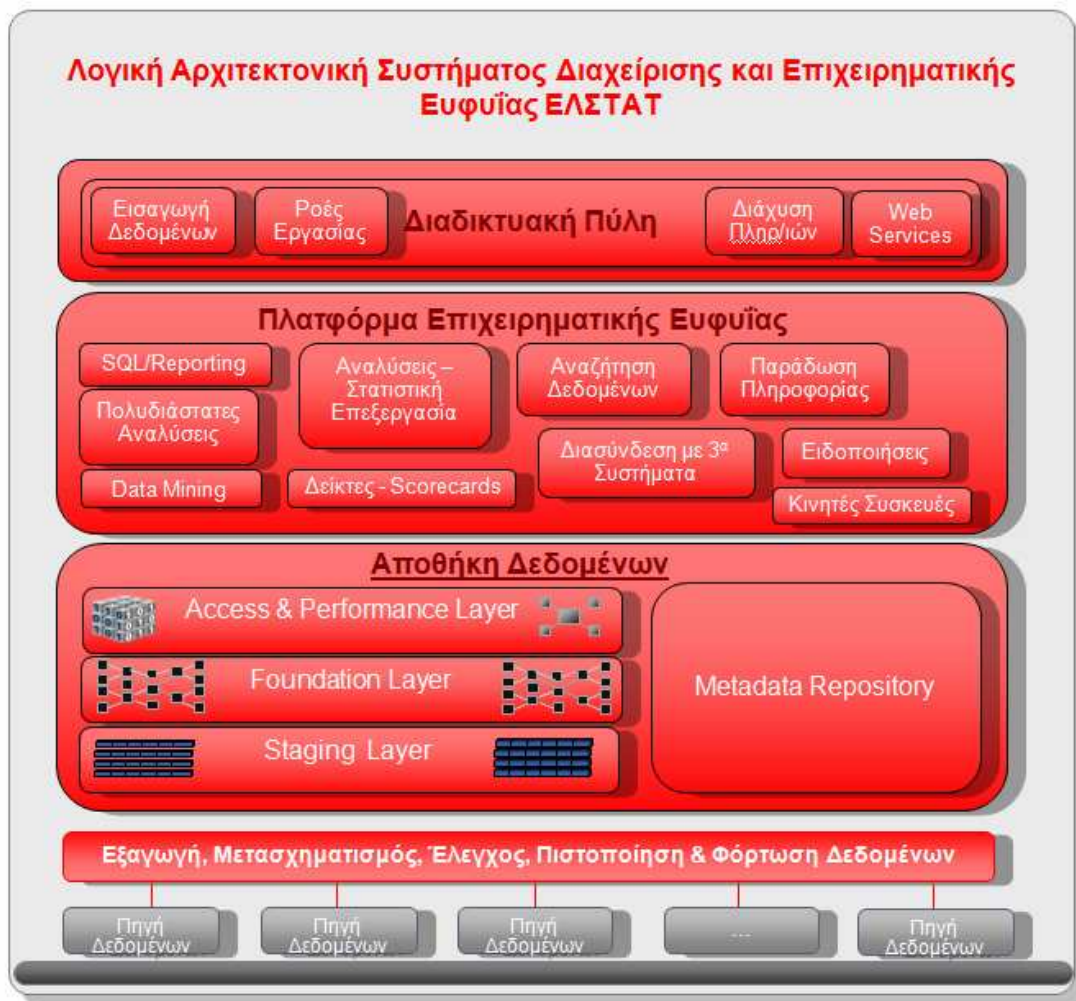 Λογική Αρχιτεκτονική Συστήματος Διαχείρισης και Επιχειρηματικής
Ευφυΐας ΕΛΣΤΑΤ
Εισαγωγή
Δεδομένων
Ροές
Εργασίας
Διαδικτυακή Πύλη
Διάχυση
Πληρ/ιών
Web
Services
Πλατφόρμα Επιχειρηματικής Ευφυΐας
SQL/Reporting
Πολυδιάστατες
Αναλύσεις
Data Mining
Αναλύσεις –
Στατιστική
Επεξεργασία
Δείκτες - Scorecards
Αναζήτηση
Δεδομένων
Διασύνδεση με 3α
Συστήματα
Παράδωση
Πληροφορίας
Ειδοποιήσεις
Κινητές Συσκευές
Αποθήκη Δεδομένων
Access & Performance Layer
Foundation Layer
Staging Layer
Metadata Repository
Εξαγωγή, Μετασχηματισμός, Έλεγχος, Πιστοποίηση & Φόρτωση Δεδομένων
Πηγή
Δεδομένων
Πηγή
Δεδομένων
Πηγή
Δεδομένων
...
Πηγή
Δεδομένων